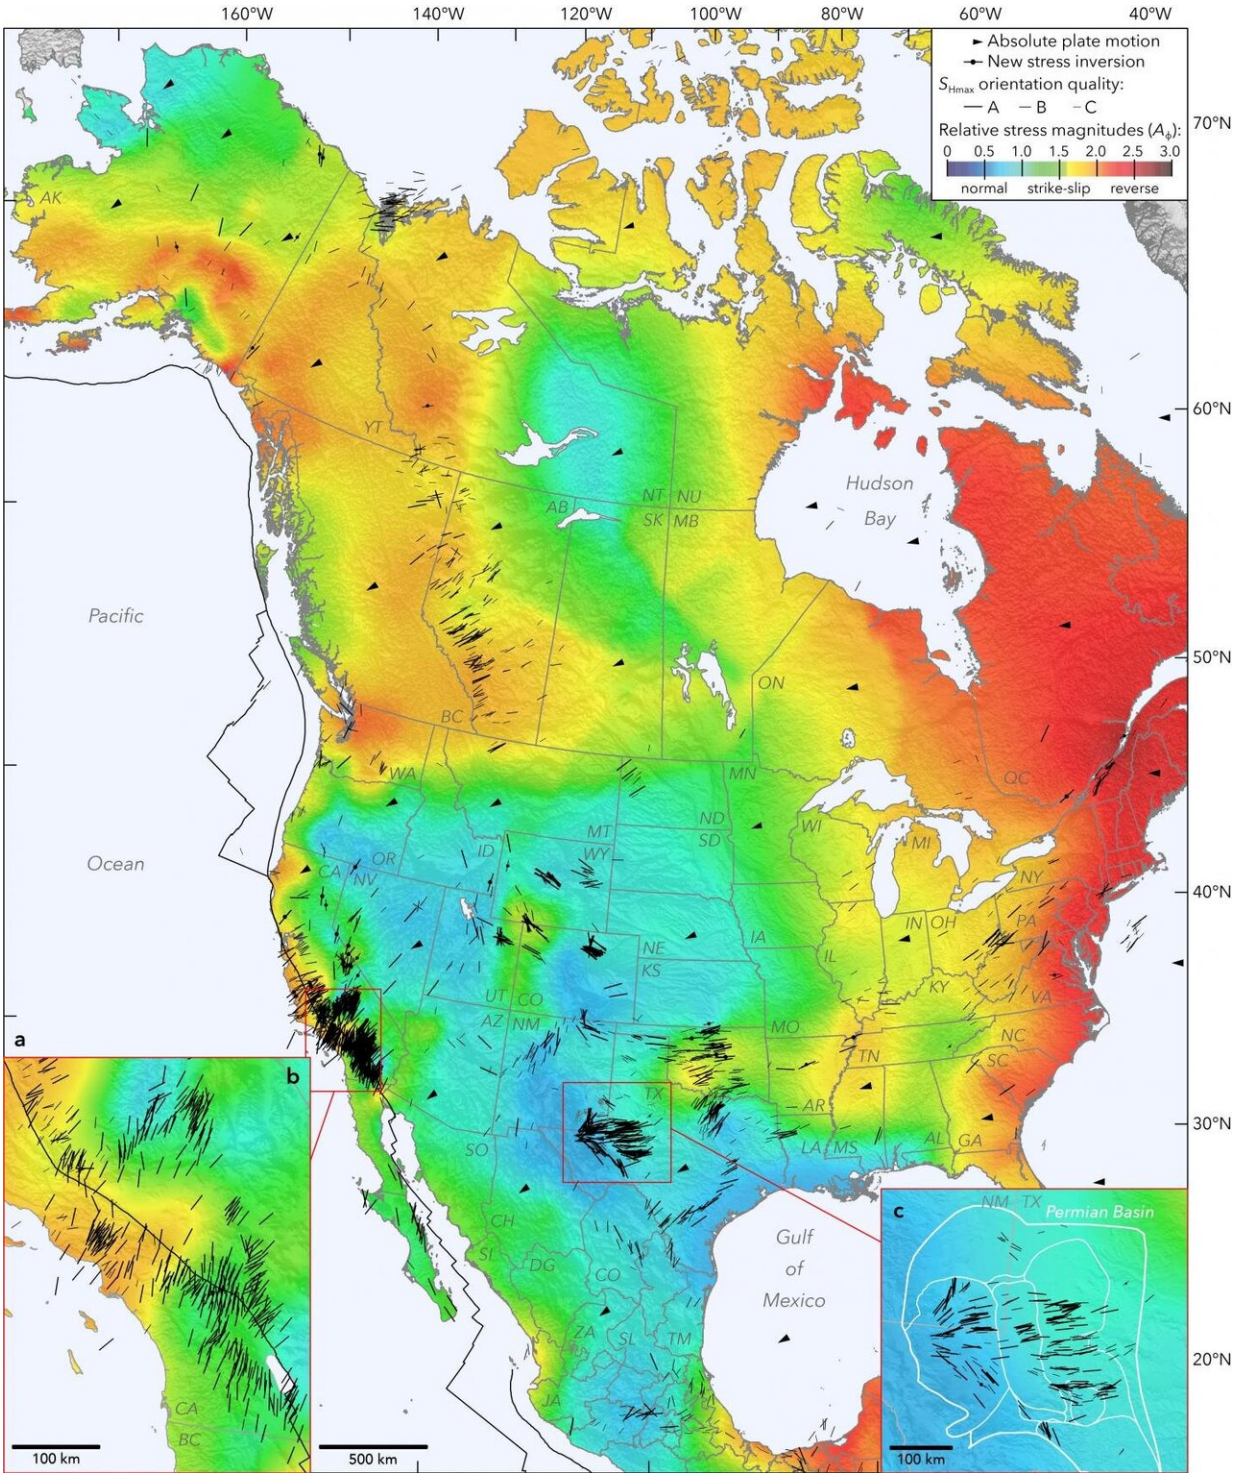 160°W 140°W 120°W 100°W 80°W 60°W 40°W
Absolute plate motion
New stress inversion
SHmax orientation quality:
A B C
Relative stress magnitudes (Aϕ):
0 0.5 1.0 1.5 2.0 2.5 3.0
normal strike-slip reverse
70°N
AK
60°N
YT
Hudson
Bay
AB NT NU
SK MB
Pacific
50°N
ON
BC
QC
WA MN
ND
MT SD WI
Ocean
OR ID WY MI
CA NV NY
40°N
IN OH PA
NE IA
KS IL
UT CO KY VA
AZ NM MO NC
TN SC
a
b
TX
AR
30°N
SO LA MS AL GA
c
NM TX
Permian Basin
CH
SI
DG
CO
Gulf
of
Mexico
ZA SL TM
20°N
JA
CA
BC
100 km
500 km
100 km